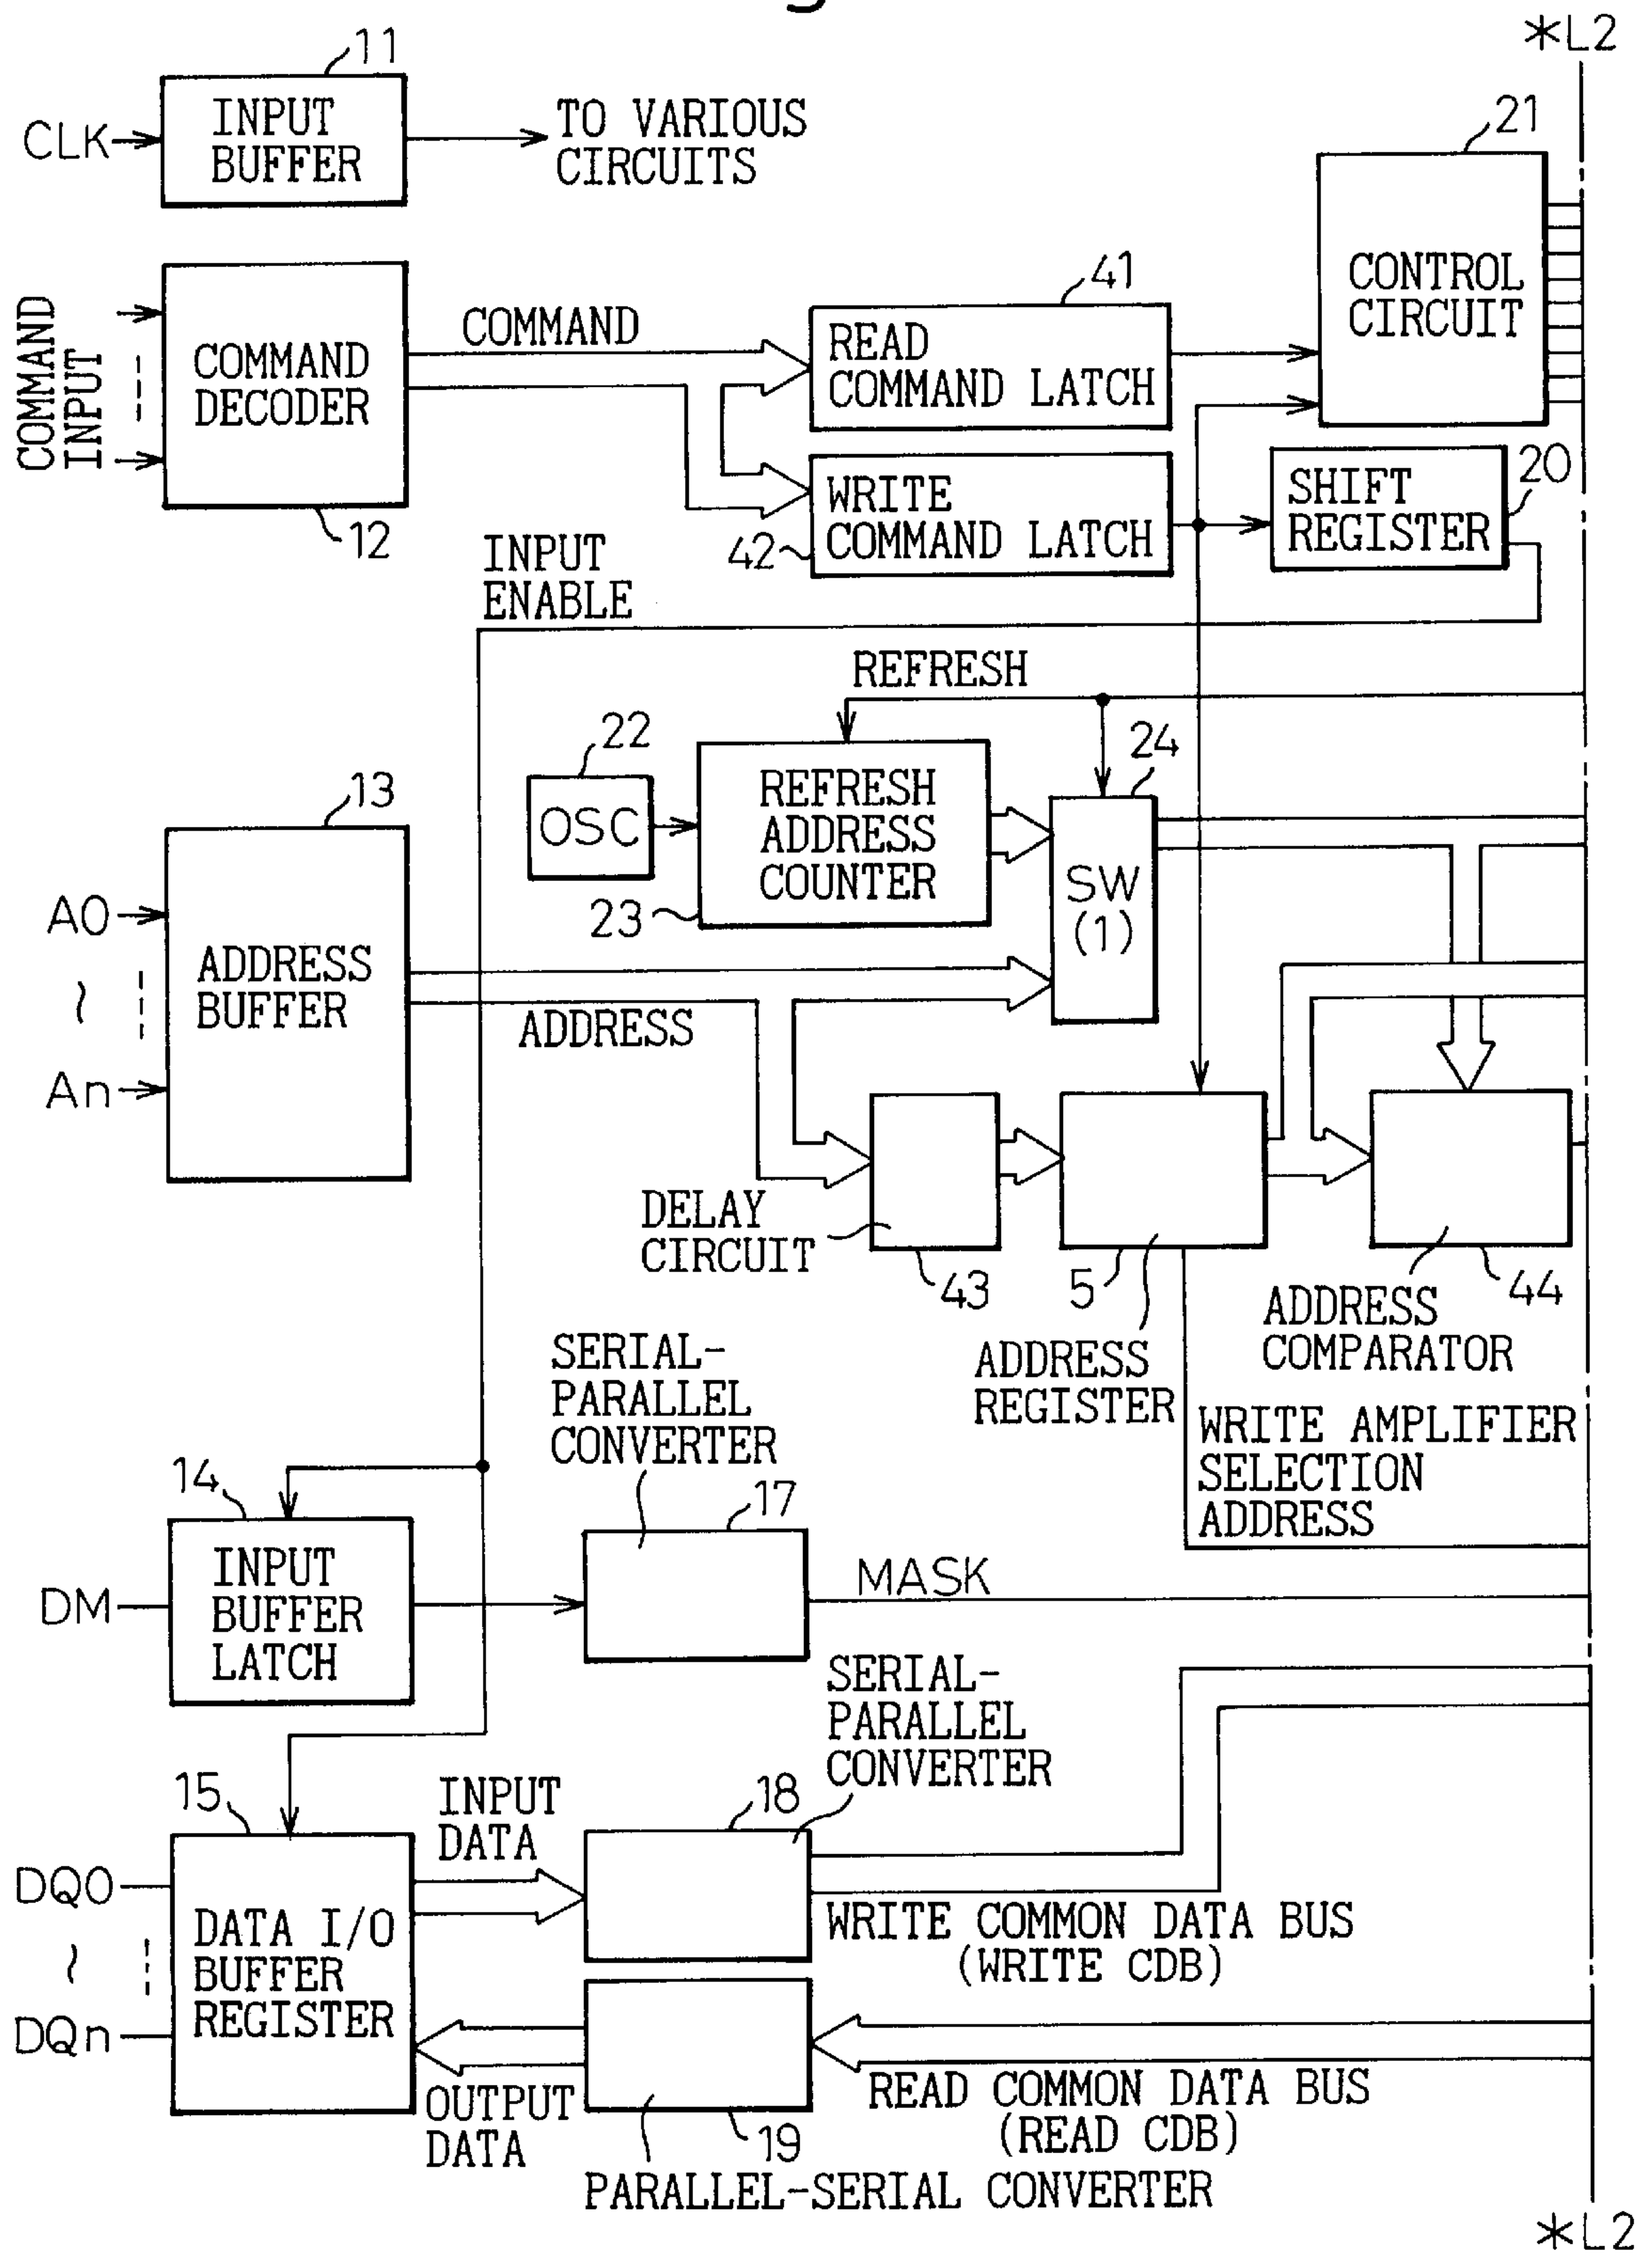 *L2
11
CLK
INPUT
BUFFER
TO VARIOUS
CIRCUITS
21
CONTROL
CIRCUIT
COMMAND
INPUT
COMMAND
DECODER
12
COMMAND
41
READ
COMMAND LATCH
WRITE
COMMAND LATCH
42
SHIFT
REGISTER
20
INPUT
ENABLE
REFRESH
22
OSC
REFRESH
ADDRESS
COUNTER
23
24
SW
(1)
13
A0
~
An
ADDRESS
BUFFER
ADDRESS
DELAY
CIRCUIT
43
5
ADDRESS
REGISTER
44
ADDRESS
COMPARATOR
WRITE AMPLIFIER
SELECTION
ADDRESS
SERIAL-
PARALLEL
CONVERTER
14
17
DM
INPUT
BUFFER
LATCH
MASK
SERIAL-
PARALLEL
CONVERTER
15
INPUT
DATA
18
DQ0
~
DQn
DATA I/O
BUFFER
REGISTER
WRITE COMMON DATA BUS
(WRITE CDB)
OUTPUT
DATA
19
READ COMMON DATA BUS
(READ CDB)
PARALLEL-SERIAL CONVERTER
*L2